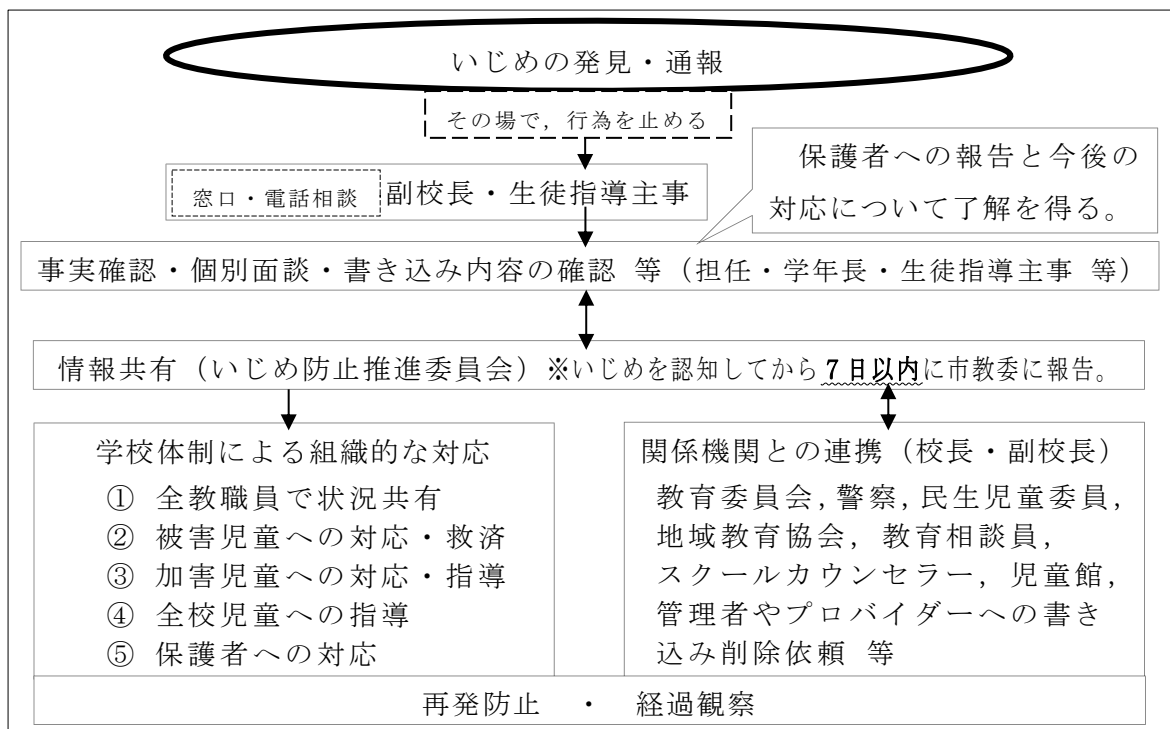 いじめの発見・通報
その場で，行為を止める
窓口・電話相談
副校長・生徒指導主事
保護者への報告と今後の
対応について了解を得る。
事実確認・個別面談・書き込み内容の確認 等（担任・学年長・生徒指導主事 等）
情報共有（いじめ防止推進委員会）※いじめを認知してから７日以内に市教委に報告。
学校体制による組織的な対応
① 全教職員で状況共有
② 被害児童への対応・救済
③ 加害児童への対応・指導
④ 全校児童への指導
⑤ 保護者への対応
関係機関との連携（校長・副校長）
教育委員会，警察，民生児童委員，
地域教育協会，教育相談員，
スクールカウンセラー，児童館，
管理者やプロバイダーへの書き
込み削除依頼 等
再発防止 ・ 経過観察